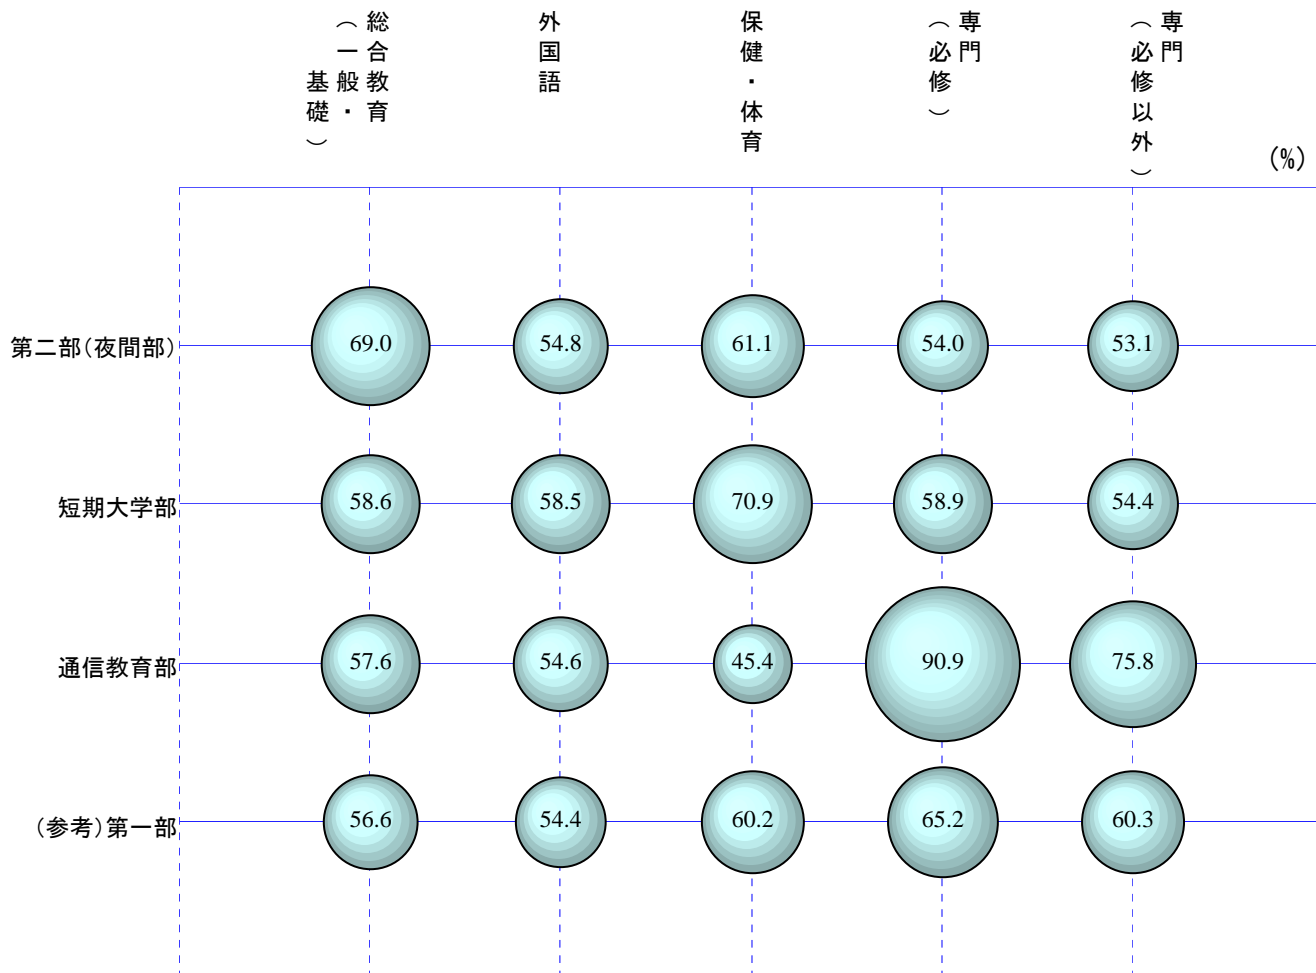 総合教育
（一般・
基礎）
外国語
保健・体育
専門
（必修）
専門
（必修以外）
(%)
第二部（夜間部）
69.0
54.8
61.1
54.0
53.1
短期大学部
58.6
58.5
70.9
58.9
54.4
通信教育部
57.6
54.6
45.4
90.9
75.8
（参考）第一部
56.6
54.4
60.2
65.2
60.3